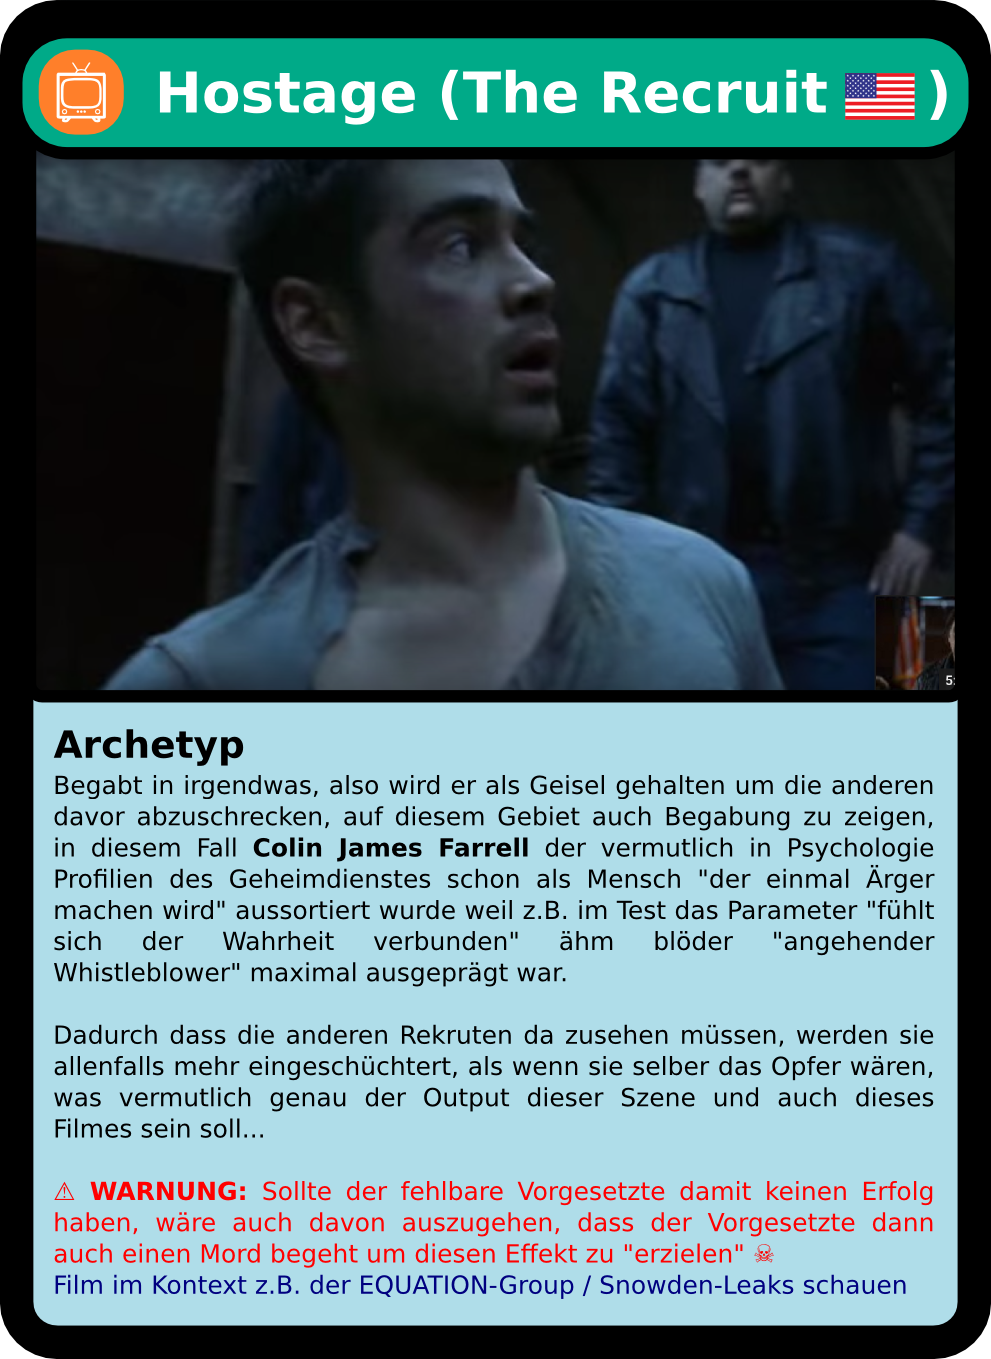 Hostage (The Recruit 🇺🇸 )
5:
Archetyp
Begabt in irgendwas, also wird er als Geisel gehalten um die anderen
davor abzuschrecken, auf diesem Gebiet auch Begabung zu zeigen,
in diesem Fall Colin James Farrell der vermutlich in Psychologie
Profilien des Geheimdienstes schon als Mensch "der einmal Ärger
machen wird" aussortiert wurde weil z.B. im Test das Parameter "fühlt
sich der Wahrheit verbunden" ähm blöder "angehender
Whistleblower" maximal ausgeprägt war.
Dadurch dass die anderen Rekruten da zusehen müssen, werden sie
allenfalls mehr eingeschüchtert, als wenn sie selber das Opfer wären,
was vermutlich genau der Output dieser Szene und auch dieses
Filmes sein soll...
⚠ WARNUNG: Sollte der fehlbare Vorgesetzte damit keinen Erfolg
haben, wäre auch davon auszugehen, dass der Vorgesetzte dann
auch einen Mord begeht um diesen Effekt zu "erzielen" ☠
Film im Kontext z.B. der EQUATION-Group / Snowden-Leaks schauen